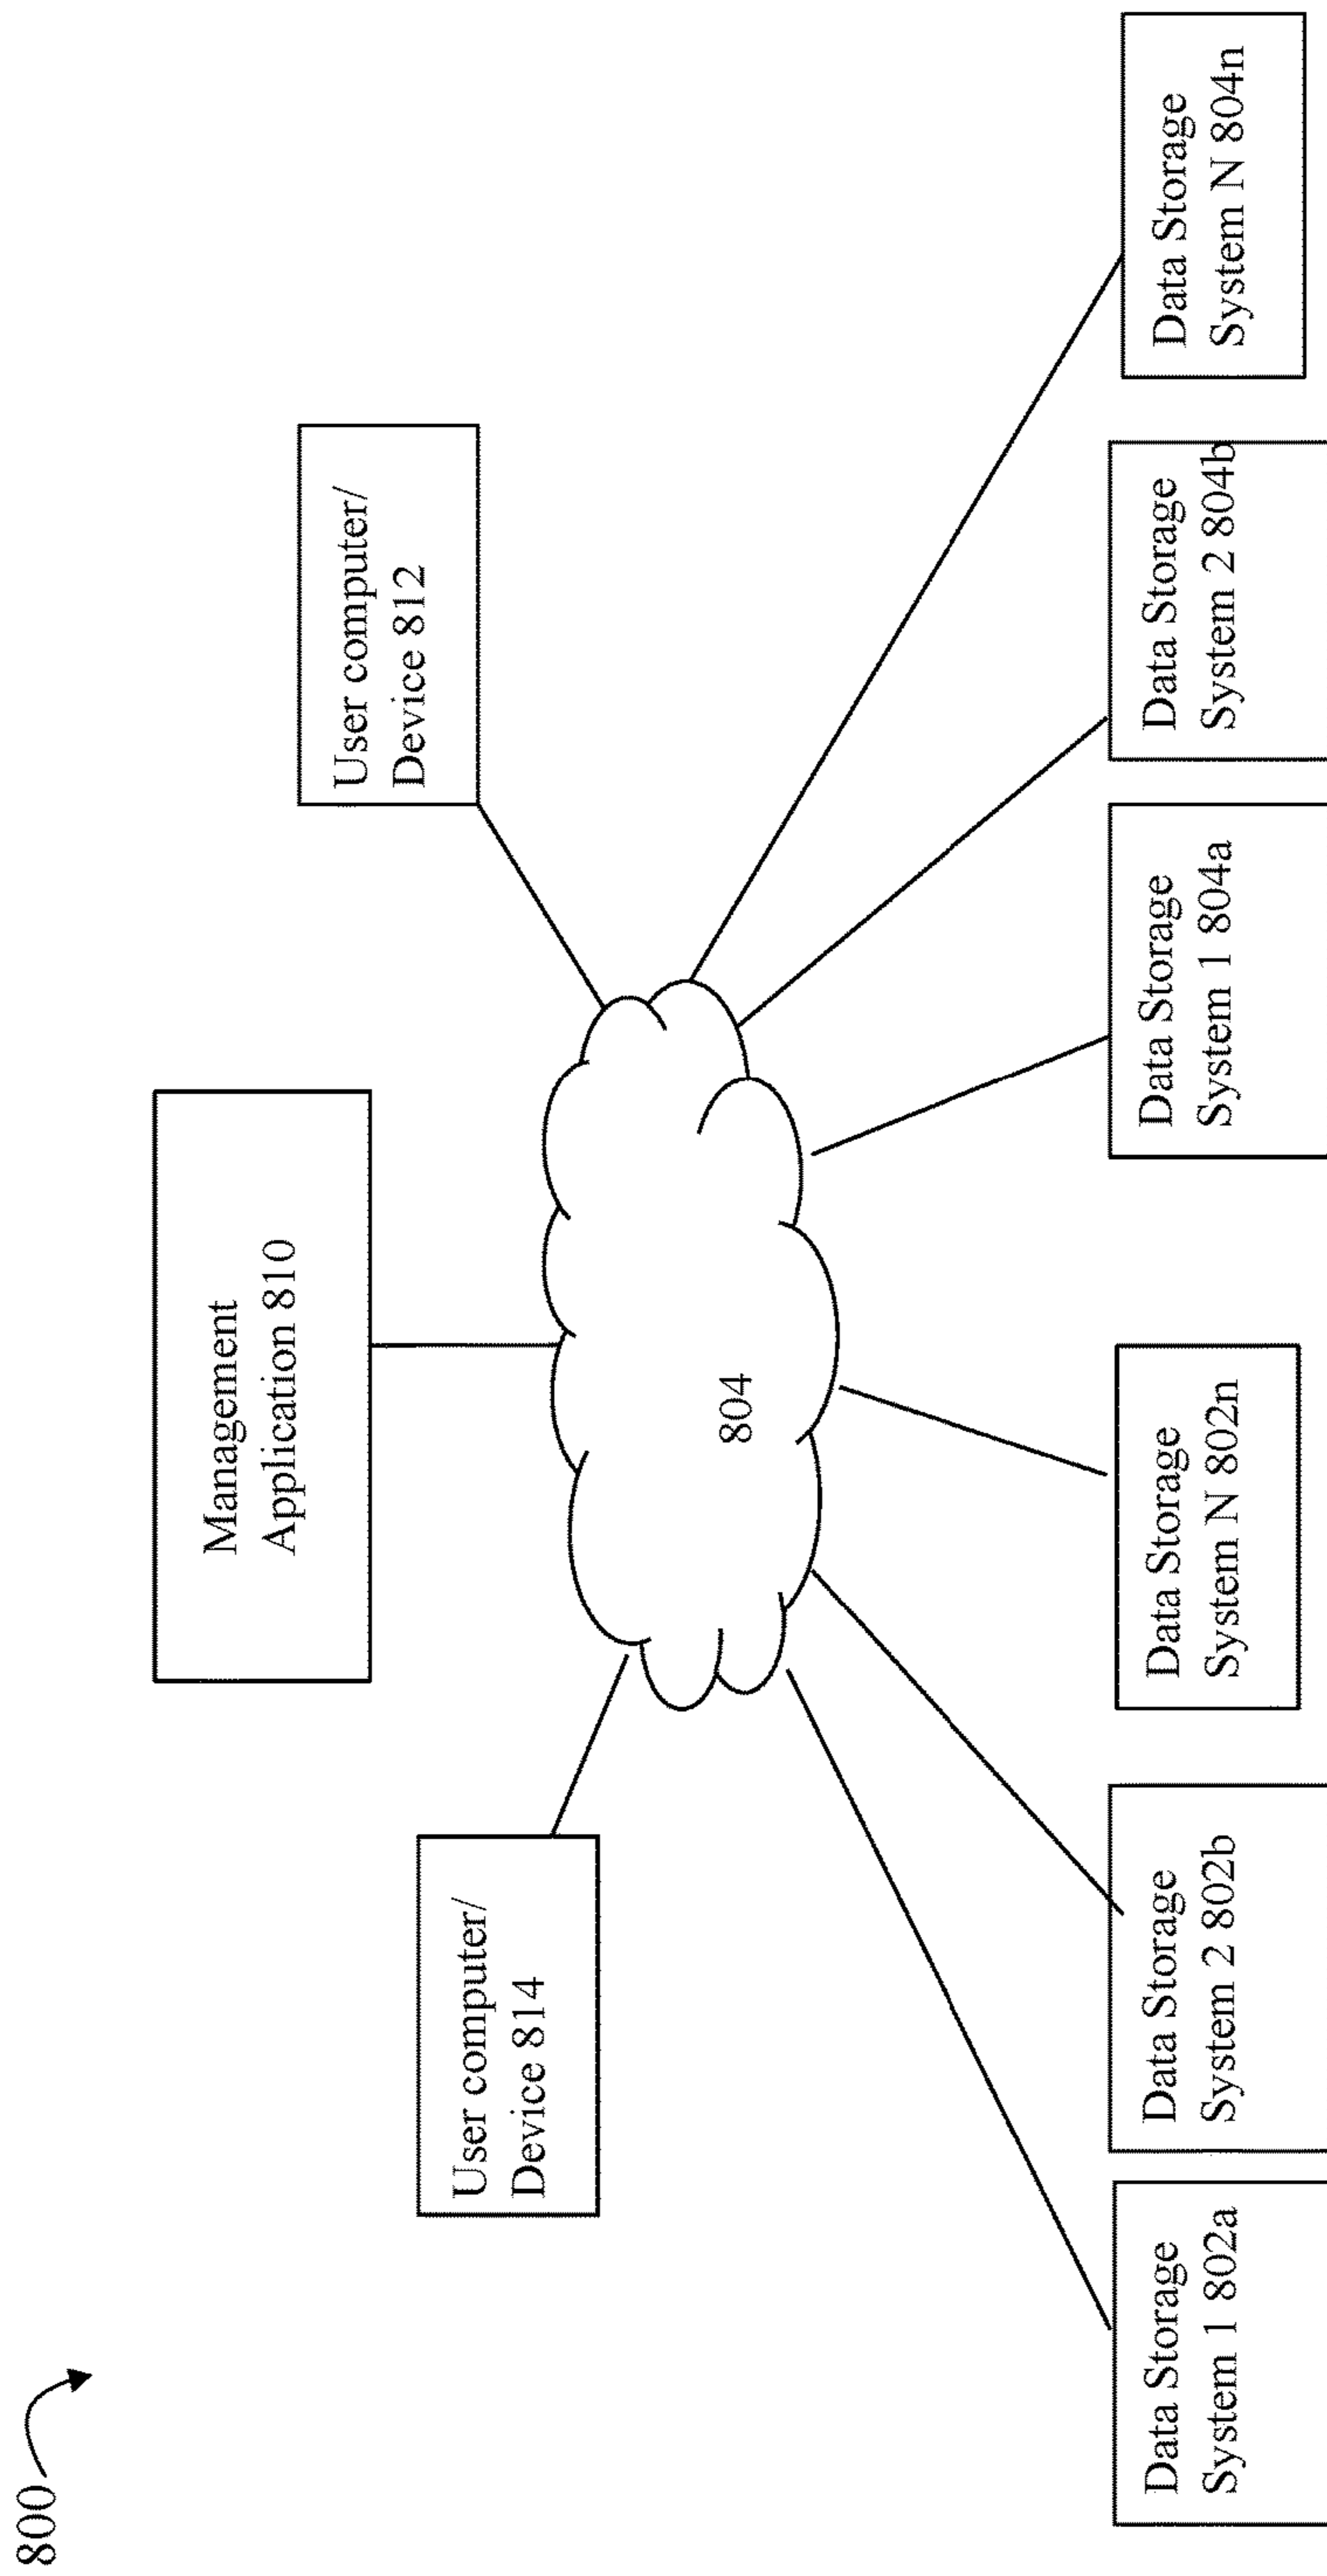 800
Management
Application 810
User computer/
Device 812
User computer/
Device 814
804
Data Storage
System 1 802a
Data Storage
System 2 802b
Data Storage
System N 802n
Data Storage
System 1 804a
Data Storage
System 2 804b
Data Storage
System N 804n